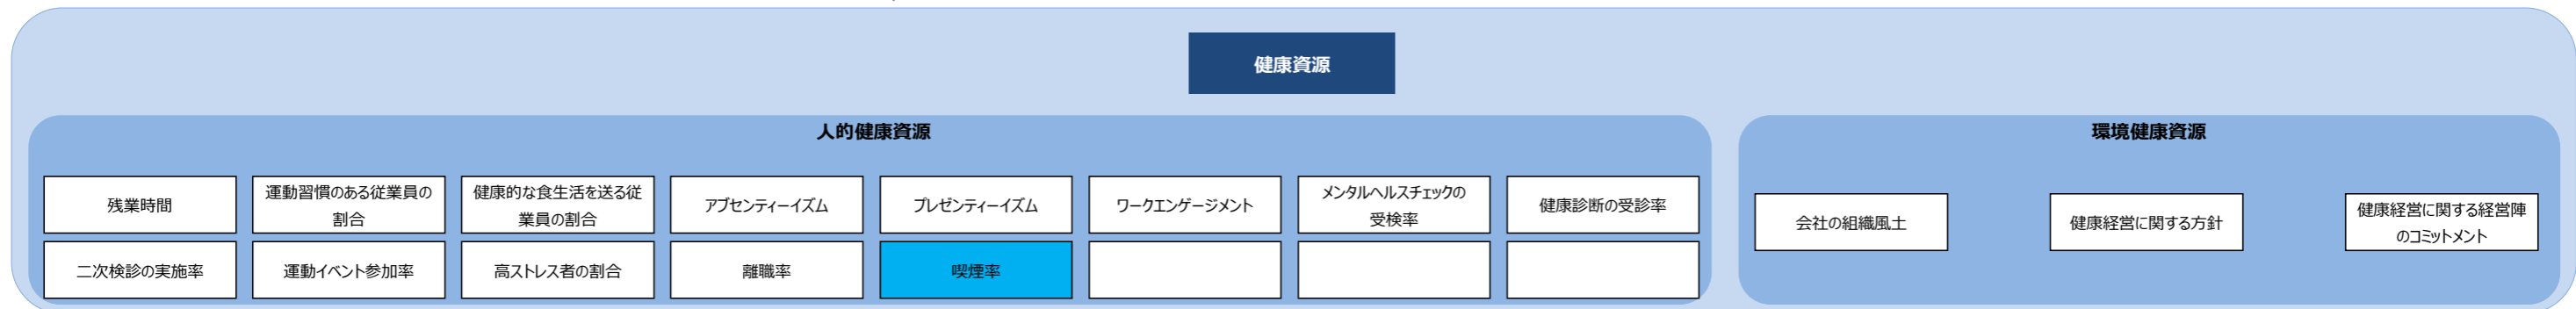 健康資源
人的健康資源
環境健康資源
残業時間
運動習慣のある従業員の
割合
健康的な食生活を送る従
業員の割合
アブセンティーイズム
プレゼンティーイズム
ワークエンゲージメント
メンタルヘルスチェックの
受検率
健康診断の受診率
二次検診の実施率
運動イベント参加率
高ストレス者の割合
離職率
喫煙率
会社の組織風土
健康経営に関する方針
健康経営に関する経営陣
のコミットメント